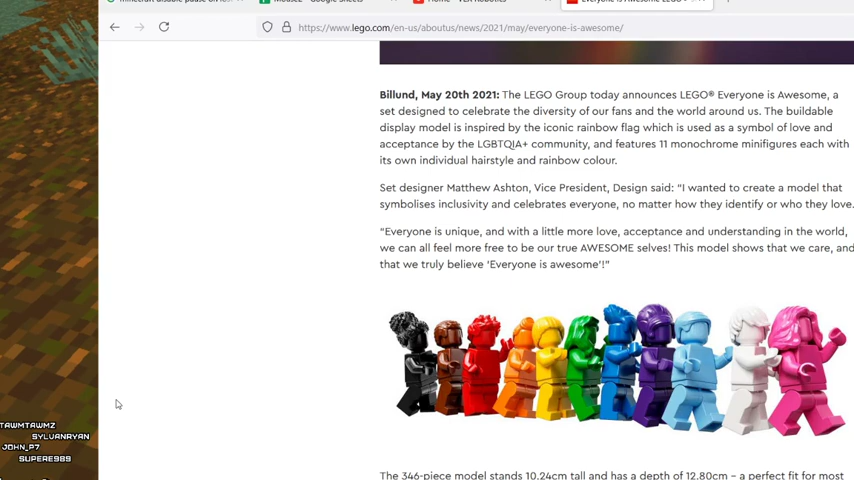 https://www.lego.com/en-us/aboutus/news/2021/may/everyone-is-awesome/
Billund, May 20th 2021: The LEGO Group today announces LEGO® Everyone is Awesome, a
set designed to celebrate the diversity of our fans and the world around us. The buildable
display model is inspired by the iconic rainbow flag which is used as a symbol of love and
acceptance by the LGBTQIA+ community, and features 11 monochrome minifigures each with
its own individual hairstyle and rainbow colour.
Set designer Matthew Ashton, Vice President, Design said: “I wanted to create a model that
symbolises inclusivity and celebrates everyone, no matter how they identify or who they love.
“Everyone is unique, and with a little more love, acceptance and understanding in the world,
we can all feel more free to be our true AWESOME selves! This model shows that we care, and
that we truly believe ‘Everyone is awesome’!”
TAWMTAWMZ
SYLVANRYAN
JOHN_P7
SUPERE989
The 346-piece model stands 10.24cm tall and has a depth of 12.80cm – a perfect fit for most